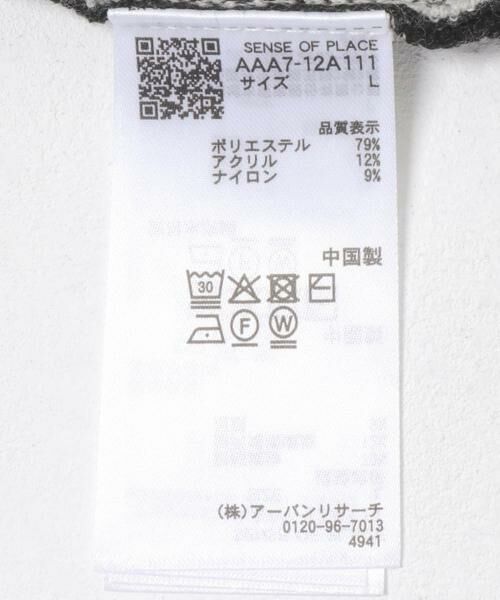 SENSE OF PLACE
AAA7-12A111
サイズ L
品質表示
ポリエステル 79%
アクリル 12%
ナイロン 9%
中国製
30
F W
(株)アーバンリサーチ
0120-96-7013
4941